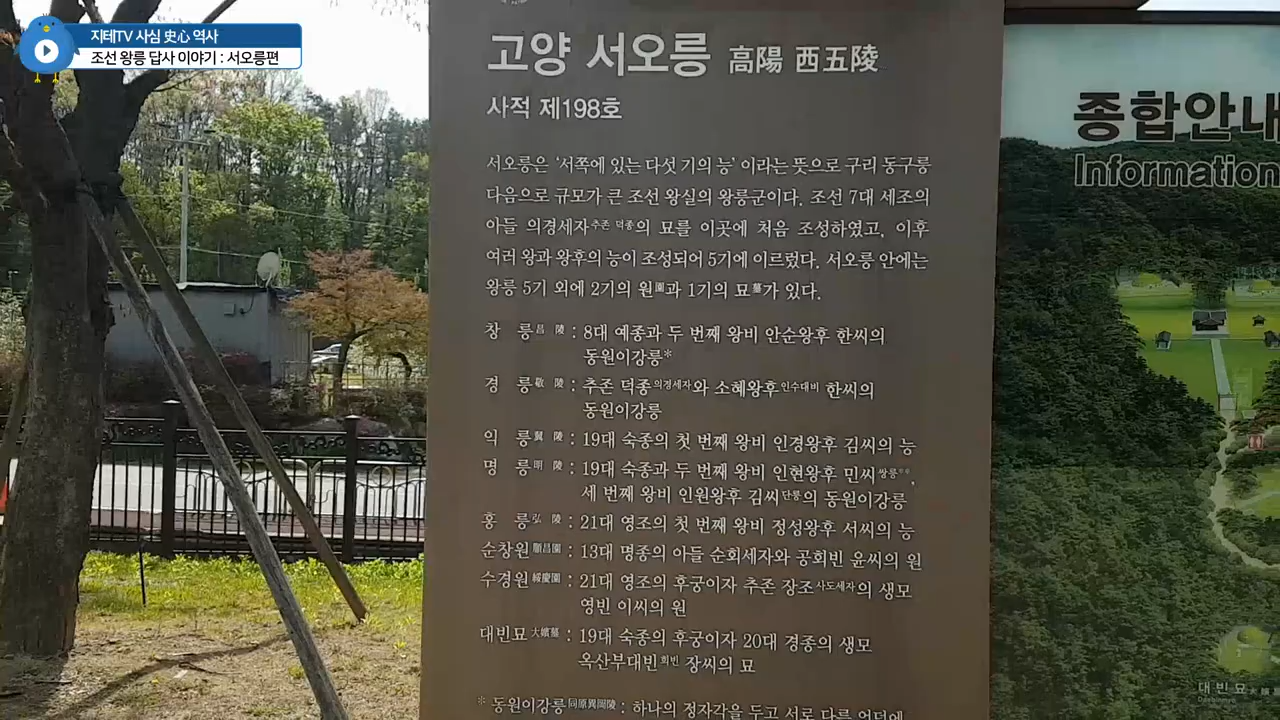 지테TV 사심 史心 역사
조선 왕릉 답사 이야기 : 서오릉편
고양 서오릉 高陽 西五陵
사적 제198호
서오릉은 '서쪽에 있는 다섯 기의 능' 이라는 뜻으로 구리 동구릉
다음으로 규모가 큰 조선 왕실의 왕릉군이다. 조선 7대 세조의
아들 의경세자추존 덕종의 묘를 이곳에 처음 조성하였고, 이후
여러 왕과 왕후의 능이 조성되어 5기에 이르렀다. 서오릉 안에는
왕릉 5기 외에 2기의 원園과 1기의 묘墓가 있다.
창 릉昌 陵 : 8대 예종과 두 번째 왕비 안순왕후 한씨의
동원이강릉*
경 릉敬 陵 : 추존 덕종의경세자와 소혜왕후인수대비 한씨의
동원이강릉
익 릉翼 陵 : 19대 숙종의 첫 번째 왕비 인경왕후 김씨의 능
명 릉明 陵 : 19대 숙종과 두 번째 왕비 인현왕후 민씨쌍릉**,
세 번째 왕비 인원왕후 김씨단릉의 동원이강릉
홍 릉弘 陵 : 21대 영조의 첫 번째 왕비 정성왕후 서씨의 능
순창원順昌園 : 13대 명종의 아들 순회세자와 공회빈 윤씨의 원
수경원綏慶園 : 21대 영조의 후궁이자 추존 장조사도세자의 생모
영빈 이씨의 원
대빈묘大嬪墓 : 19대 숙종의 후궁이자 20대 경종의 생모
옥산부대빈희빈 장씨의 묘
* 동원이강릉同原異岡陵 : 하나의 정자각을 두고 서로 다른 언덕에
종합안내
Information
대빈묘 大嬪墓